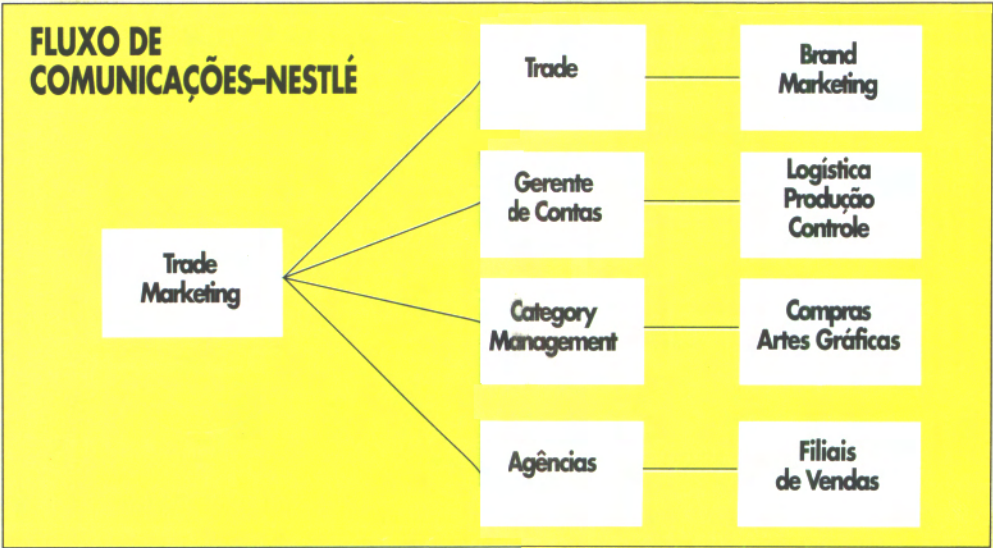 FLUXO DE
COMUNICAÇÕES–NESTLÉ
Trade
Marketing
Trade
Brand
Marketing
Gerente
de Contas
Logística
Produção
Controle
Category
Management
Compras
Artes Gráficas
Agências
Filiais
de Vendas